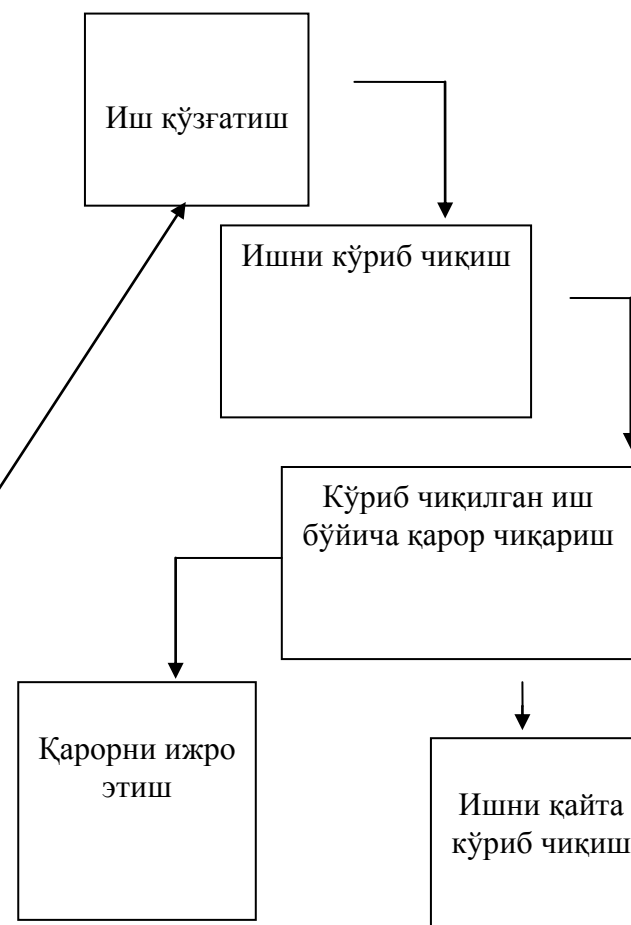 Иш қўзғатиш
Ишни кўриб чиқиш
Кўриб чиқилган иш
бўйича қарор чиқариш
Қарорни ижро
этиш
Ишни қайта
кўриб чиқиш